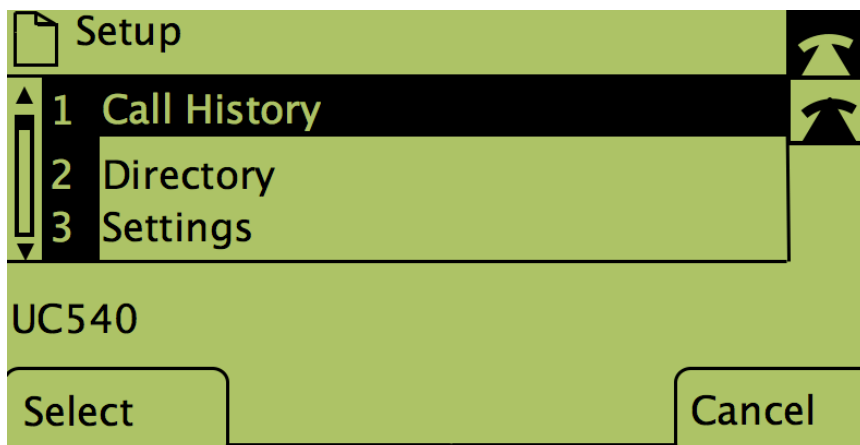 Setup
1 Call History
2 Directory
3 Settings
UC540
Select Cancel